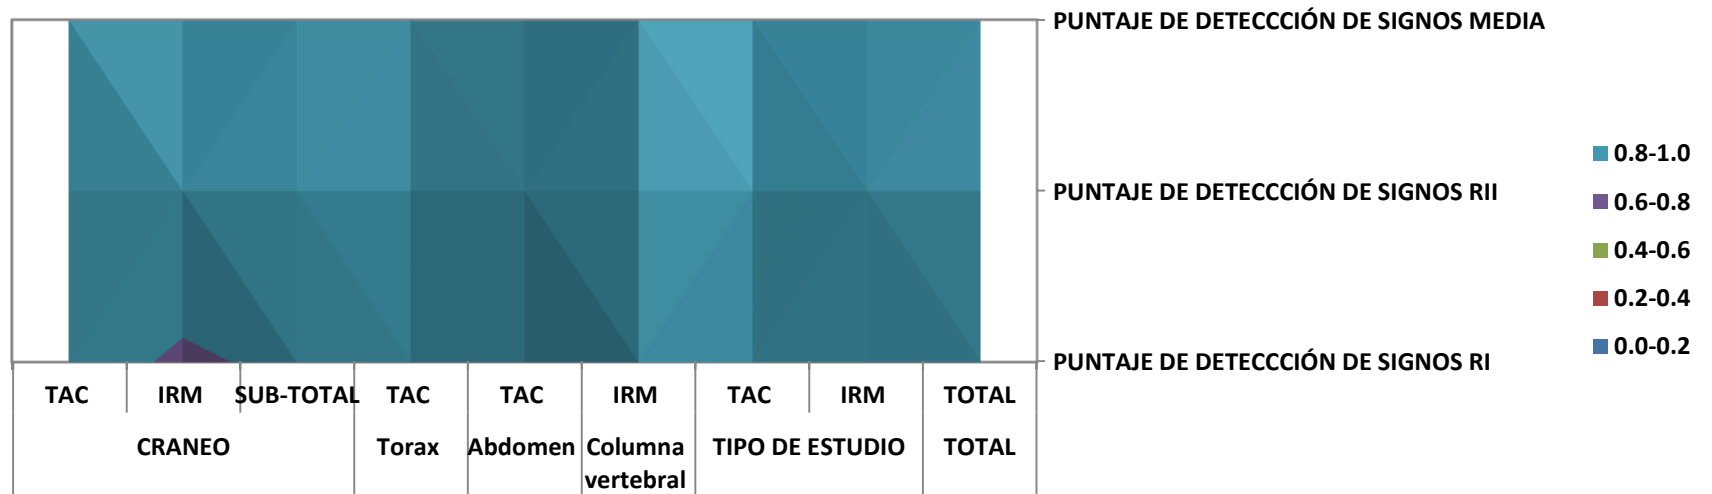 PUNTAJE DE DETECCCIÓN DE SIGNOS MEDIA
PUNTAJE DE DETECCCIÓN DE SIGNOS RII
PUNTAJE DE DETECCCIÓN DE SIGNOS RI
0.8-1.0
0.6-0.8
0.4-0.6
0.2-0.4
0.0-0.2
TAC IRM SUB-TOTAL TAC TAC IRM TAC IRM TOTAL
CRANEO Torax Abdomen Columna TIPO DE ESTUDIO TOTAL
vertebral